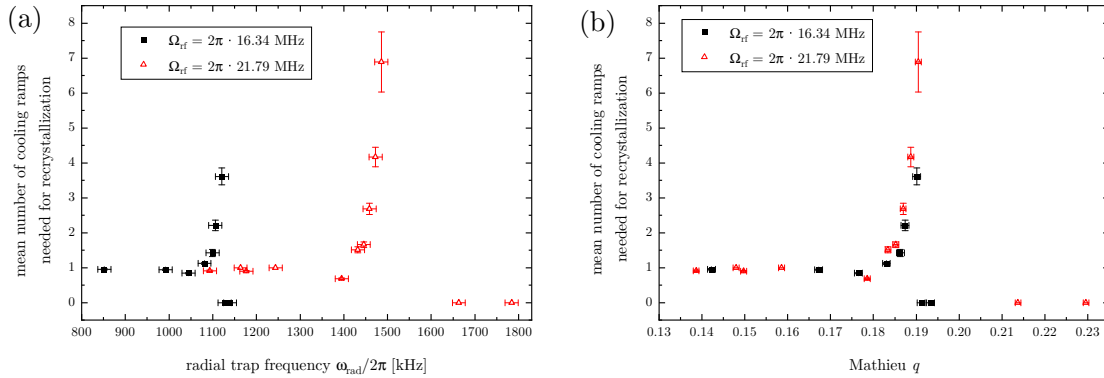 (a)
Ω_rf = 2π · 16.34 MHz
Ω_rf = 2π · 21.79 MHz
mean number of cooling ramps
needed for recrystallization
8
7
6
5
4
3
2
1
0
800 900 1000 1100 1200 1300 1400 1500 1600 1700 1800
radial trap frequency ω_rad/2π [kHz]
(b)
Ω_rf = 2π · 16.34 MHz
Ω_rf = 2π · 21.79 MHz
mean number of cooling ramps
needed for recrystallization
8
7
6
5
4
3
2
1
0
0.13 0.14 0.15 0.16 0.17 0.18 0.19 0.20 0.21 0.22 0.23
Mathieu q